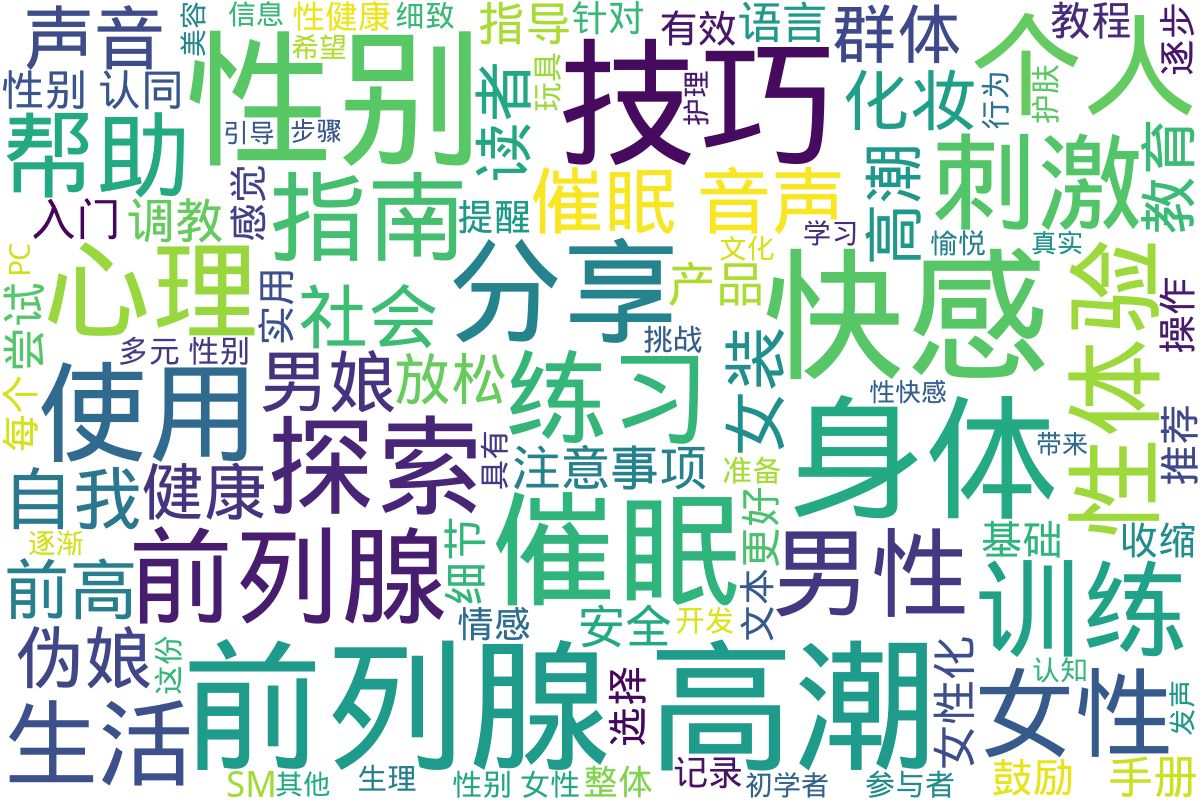 声音
美容
信息
性健康
细致
指导
针对
有效
语言
群体
个人
教程
逐步
性别
希望
技巧
玩具
护理
读者
化妆
行为
护肤
性别 认同
引导
步骤
帮助
指南
感觉
催眠 音声
高潮
刺激
教育
入门
调教
提醒
分享
文化
学习
愉悦
真实
PC
心理
实用
社会
产品
快感
性体验
操作
尝试
多元 性别
挑战
男娘
放松
练习
女装
性快感
每个
使用
探索
具有
注意事项
准备
身体
带来
推荐
自我
健康
催眠
更好
逐渐
前列腺
细节
男性
基础
收缩
前高
训练
情感
安全
开发
文本
伪娘
这份
前列腺 高潮
选择
女性化
女性
认知
发声
生活
SM
其他
生理
性别 女性
整体
记录
初学者
参与者
鼓励
手册